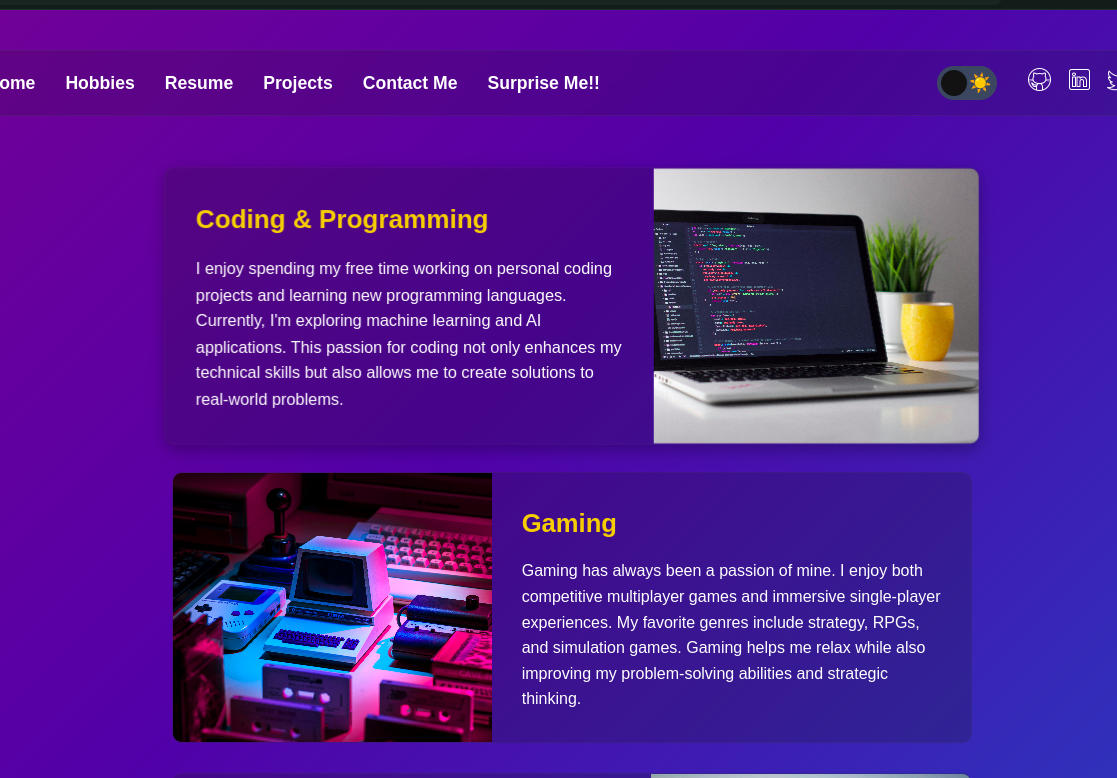 ome Hobbies Resume Projects Contact Me Surprise Me!!
Coding & Programming
I enjoy spending my free time working on personal coding
projects and learning new programming languages.
Currently, I'm exploring machine learning and AI
applications. This passion for coding not only enhances my
technical skills but also allows me to create solutions to
real-world problems.
Gaming
Gaming has always been a passion of mine. I enjoy both
competitive multiplayer games and immersive single-player
experiences. My favorite genres include strategy, RPGs,
and simulation games. Gaming helps me relax while also
improving my problem-solving abilities and strategic
thinking.